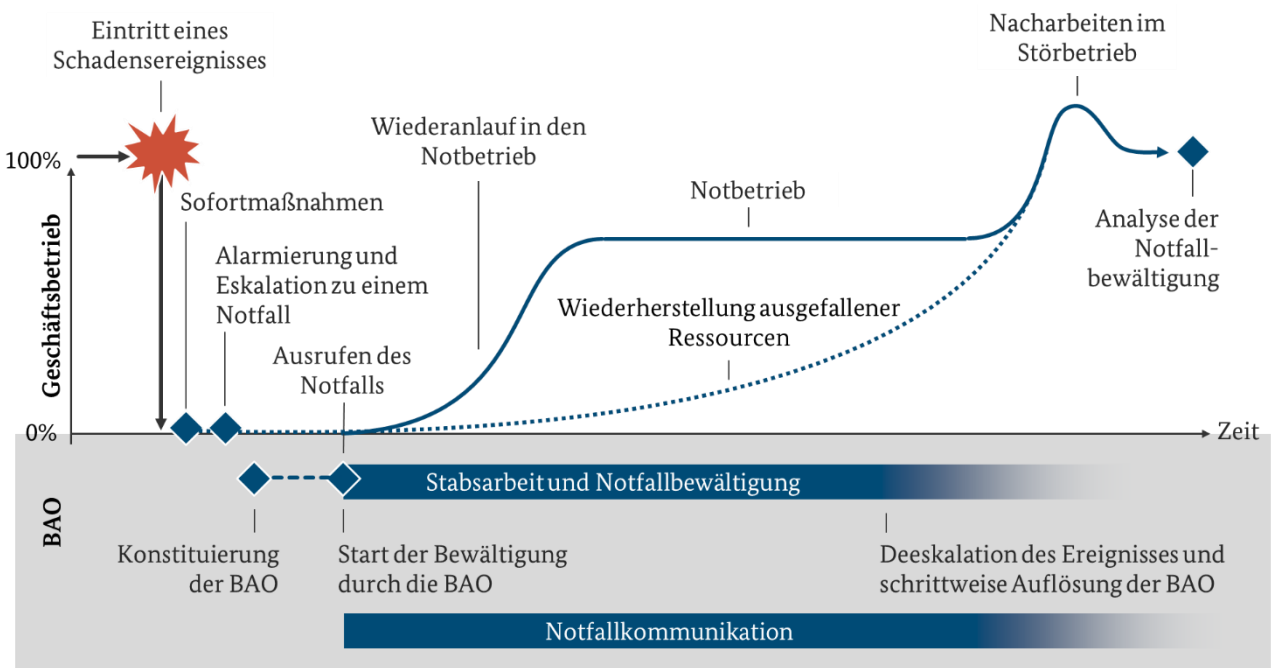 Eintritt eines
Schadensereignisses
Nacharbeiten im
Störbetrieb
Wiederanlauf in den
Notbetrieb
100%
Sofortmaßnahmen
Notbetrieb
Analyse der
Notfall-
bewältigung
Geschäftsbetrieb
Alarmierung und
Eskalation zu einem
Notfall
Wiederherstellung ausgefallener
Ressourcen
Ausrufen des
Notfalls
0%
Zeit
BAO
Stabsarbeit und Notfallbewältigung
Konstituierung
der BAO
Start der Bewältigung
durch die BAO
Deeskalation des Ereignisses und
schrittweise Auflösung der BAO
Notfallkommunikation